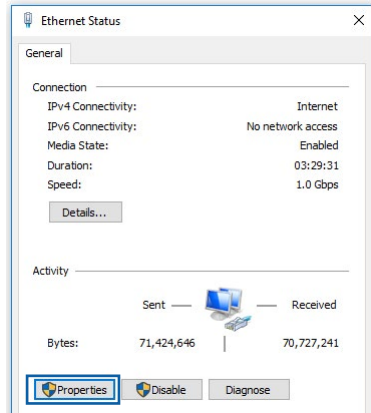 Ethernet Status
General
Connection
IPv4 Connectivity: Internet
IPv6 Connectivity: No network access
Media State: Enabled
Duration: 03:29:31
Speed: 1.0 Gbps
Details...
Activity
Sent Received
Bytes: 71,424,646 70,727,241
Properties Disable Diagnose